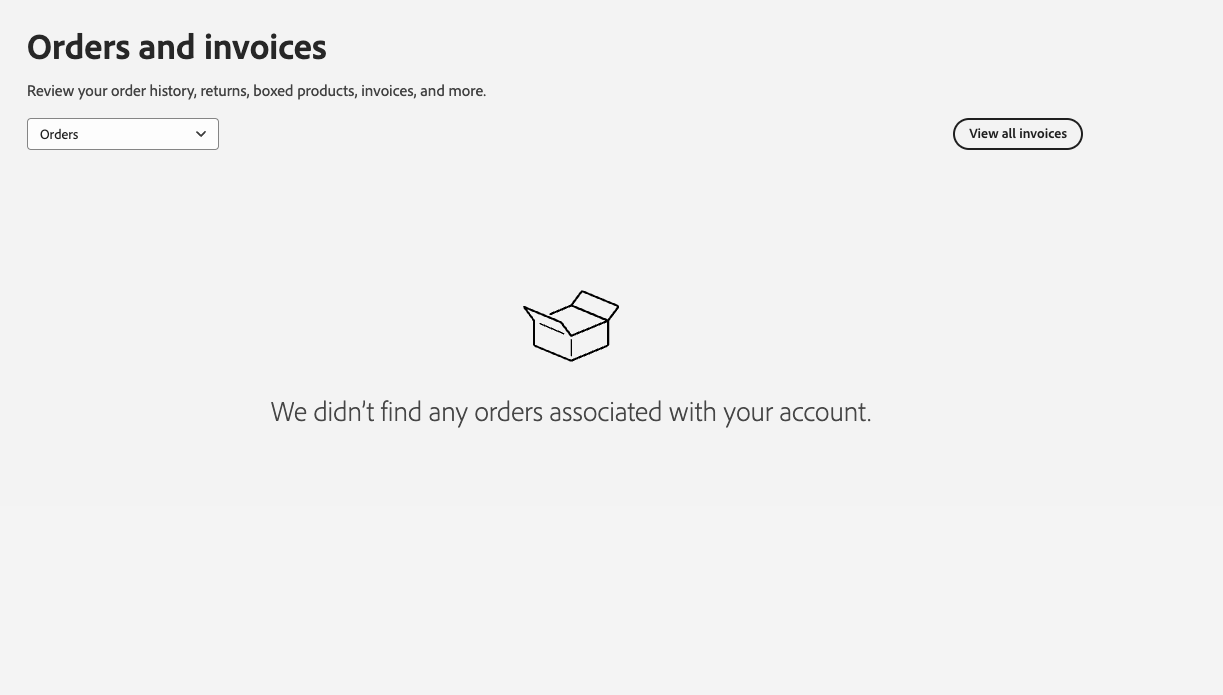 Orders and invoices
Review your order history, returns, boxed products, invoices, and more.
Orders
View all invoices
We didn't find any orders associated with your account.